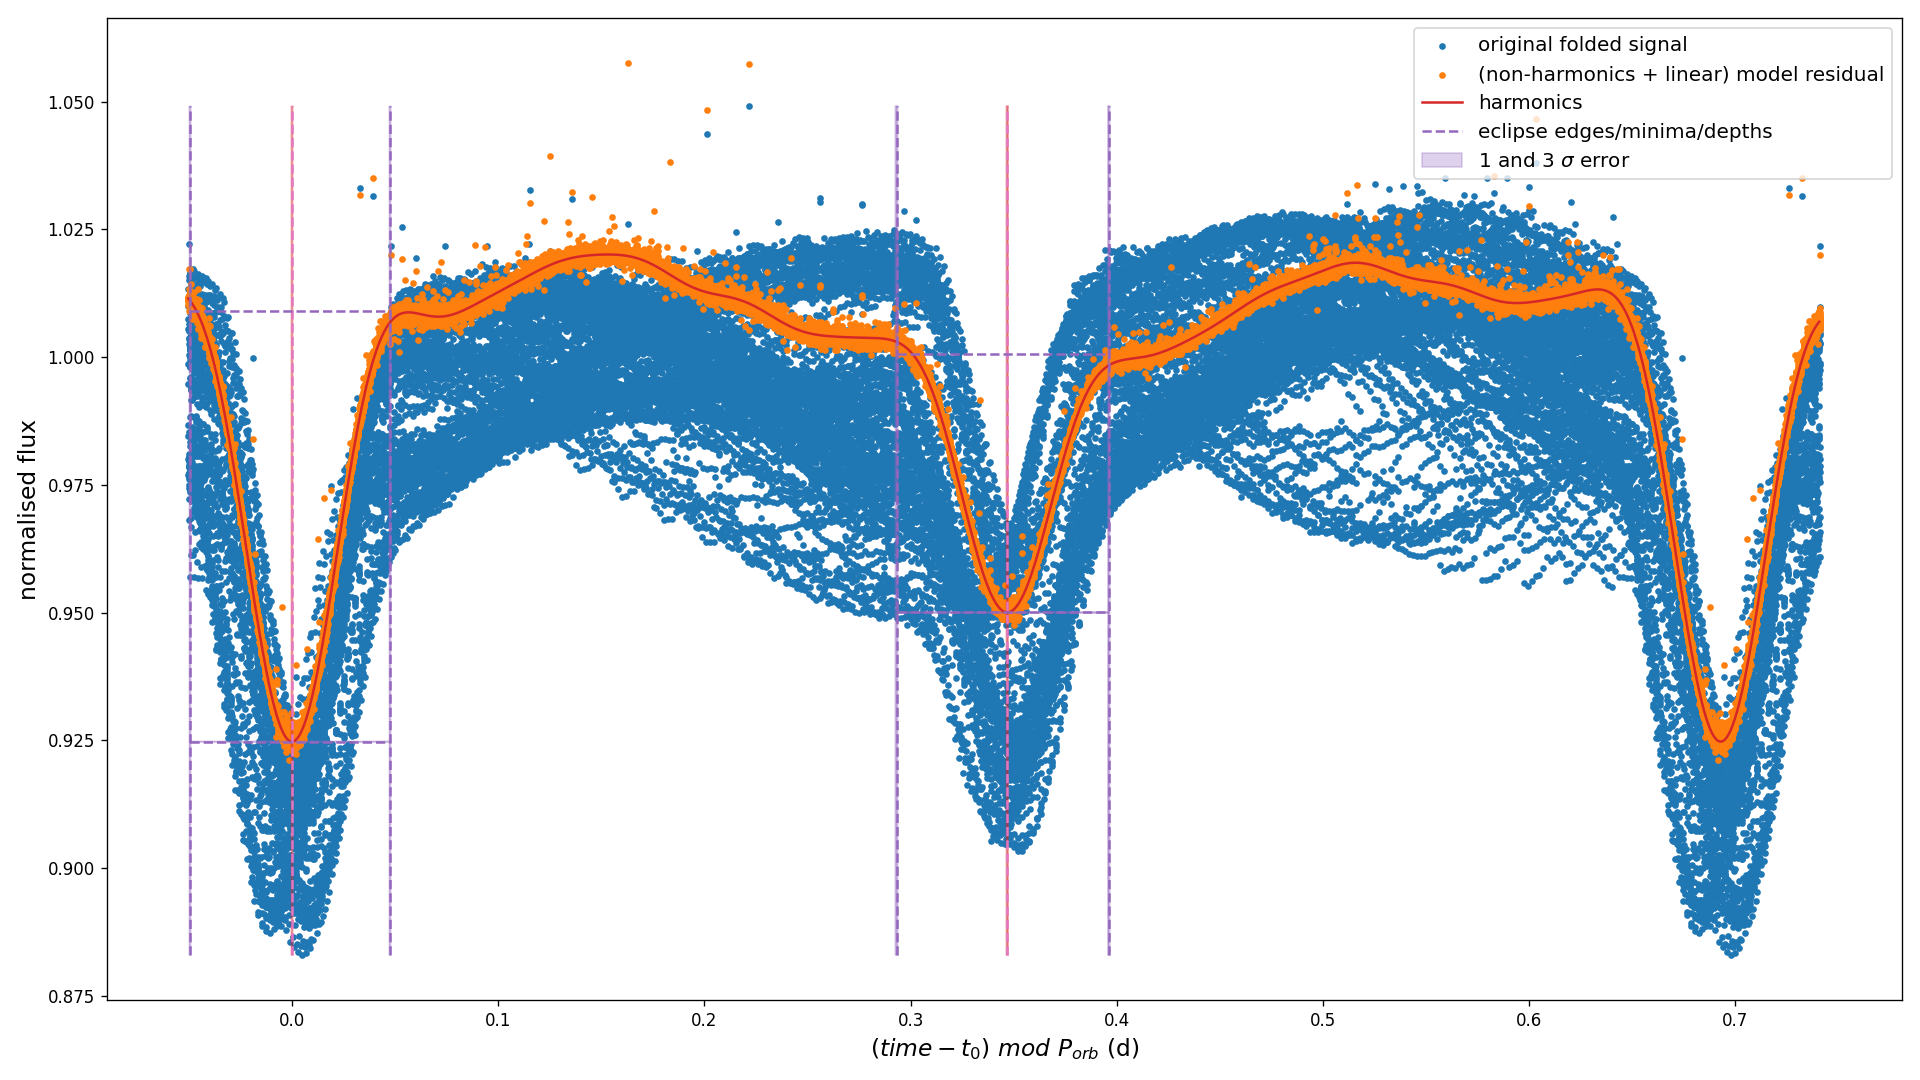 original folded signal
(non-harmonics + linear) model residual
harmonics
eclipse edges/minima/depths
1 and 3 σ error
normalised flux
1.050
1.025
1.000
0.975
0.950
0.925
0.900
0.875
0.0 0.1 0.2 0.3 0.4 0.5 0.6 0.7
(time − t₀) mod P_orb (d)